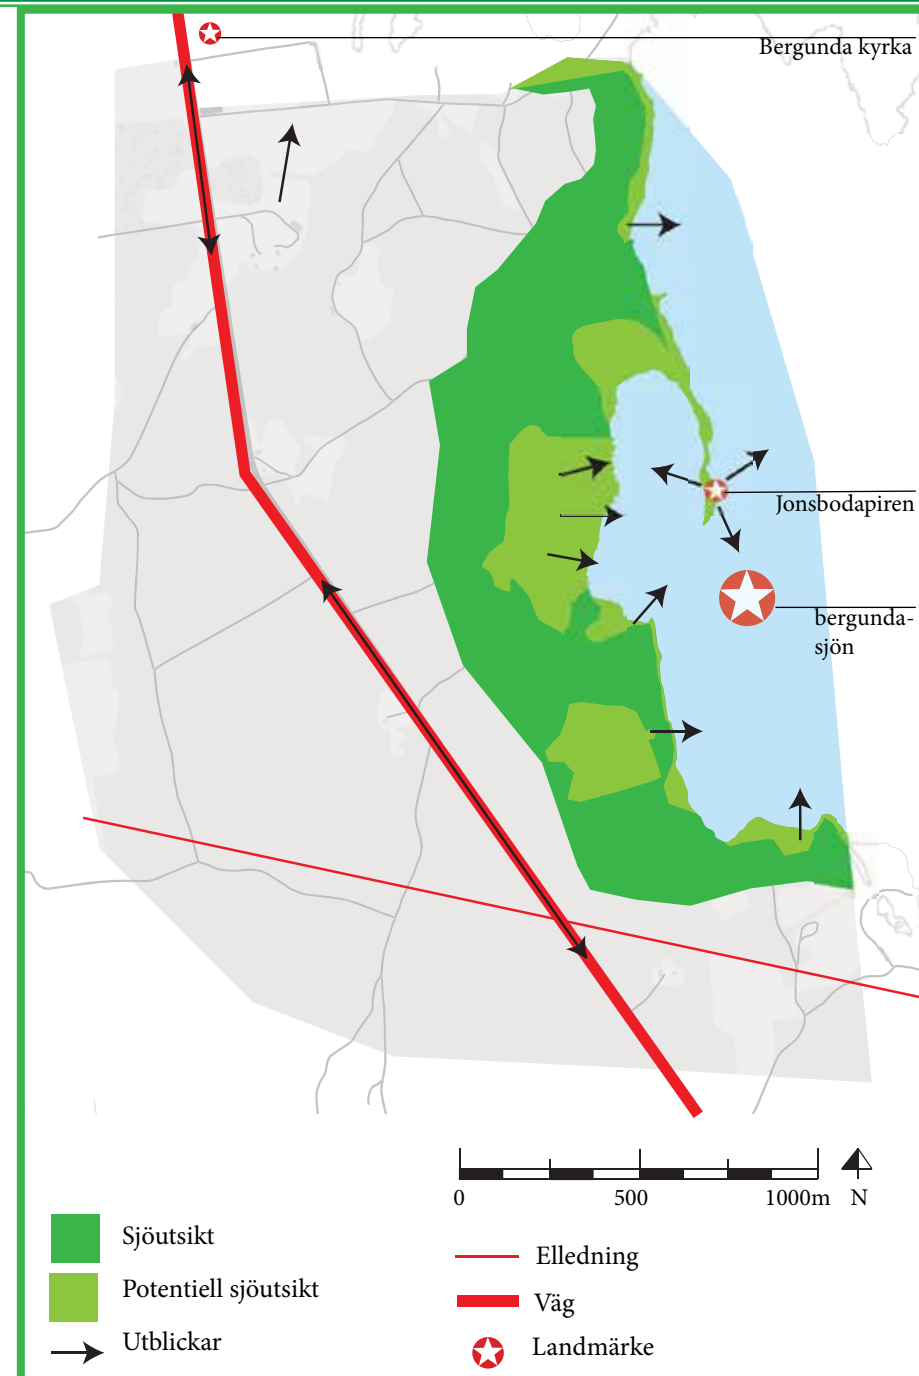 Bergunda kyrka
Jonsbodapiren
bergunda-
sjön
0 500 1000m N
Sjöutsikt
Potentiell sjöutsikt
Utblickar
Elledning
Väg
Landmärke